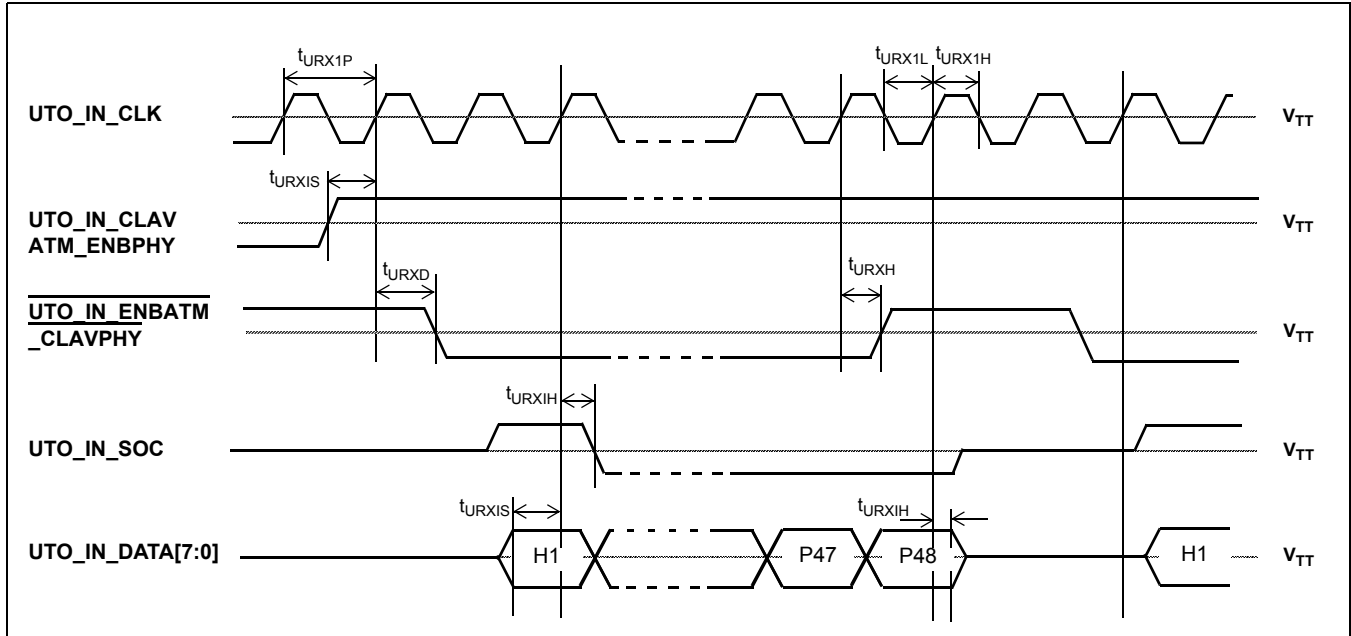 tURX1P
tURX1L tURX1H
UTO_IN_CLK
VTT
tURXIS
UTO_IN_CLAV
ATM_ENBPHY
VTT
tURXD
tURXH
UTO_IN_ENBATM
_CLAVPHY
VTT
tURXIH
UTO_IN_SOC
VTT
tURXIS
tURXIH
UTO_IN_DATA[7:0]
H1 P47 P48 H1
VTT